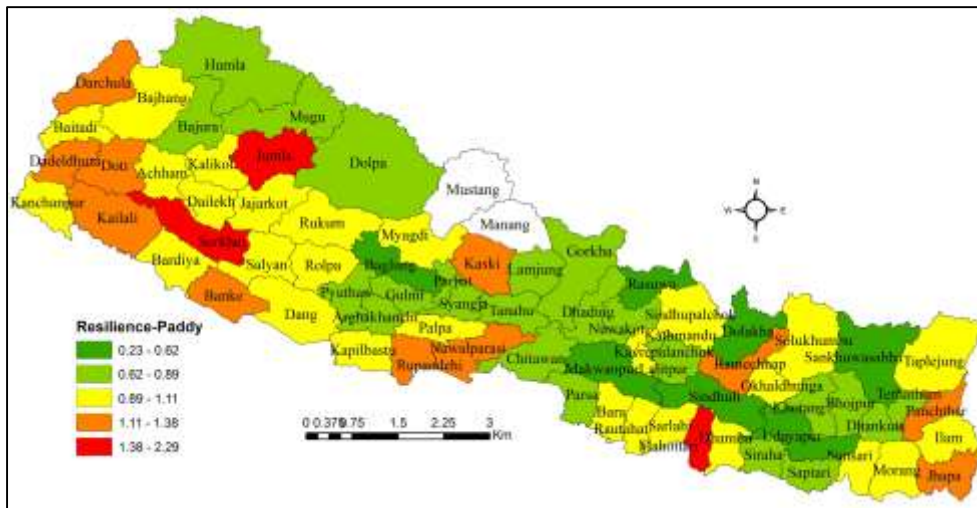 Humla
Darchula
Bajhang
Mugu
Bajura
Baitadi
Jumla
Dolpa
Dadeldhura
Doti
Achham
Kalikot
Mustang
Kanchanpur
Dailekh
Jajarkot
Manang
N
W
E
S
Kailali
Rukum
Myagdi
Gorkha
Surkhet
Kaski
Lamjung
Bardiya
Salyan
Rolpa
Baglung
Parbat
Rasuwa
Banke
Pyuthan
Gulmi
Syangja
Tanahu
Dhading
Sindhupalchok
Dang
Arghakhanchi
Nuwakot
Kathmandu
Dolakha
Solukhumbu
Resilience-Paddy
Palpa
Kavrepalanchok
Sankhuwasabha
Taplejung
0.23 - 0.62
Kapilbastu
Nawalparasi
Chitawan
Ramechhap
0.62 - 0.89
Rupandehi
Makwanpur
Lalitpur
Okhaldhunga
Terhathum
0.89 - 1.11
Parsa
Sindhuli
Khotang
Bhojpur
Panchthar
1.11 - 1.38
Bara
Dhankuta
1.38 - 2.29
0 0.375 0.75 1.5 2.25 3
Km
Rautahat
Sarlahi
Mahottari
Dhanusa
Udayapur
Ilam
Siraha
Sunsari
Saptari
Morang
Jhapa